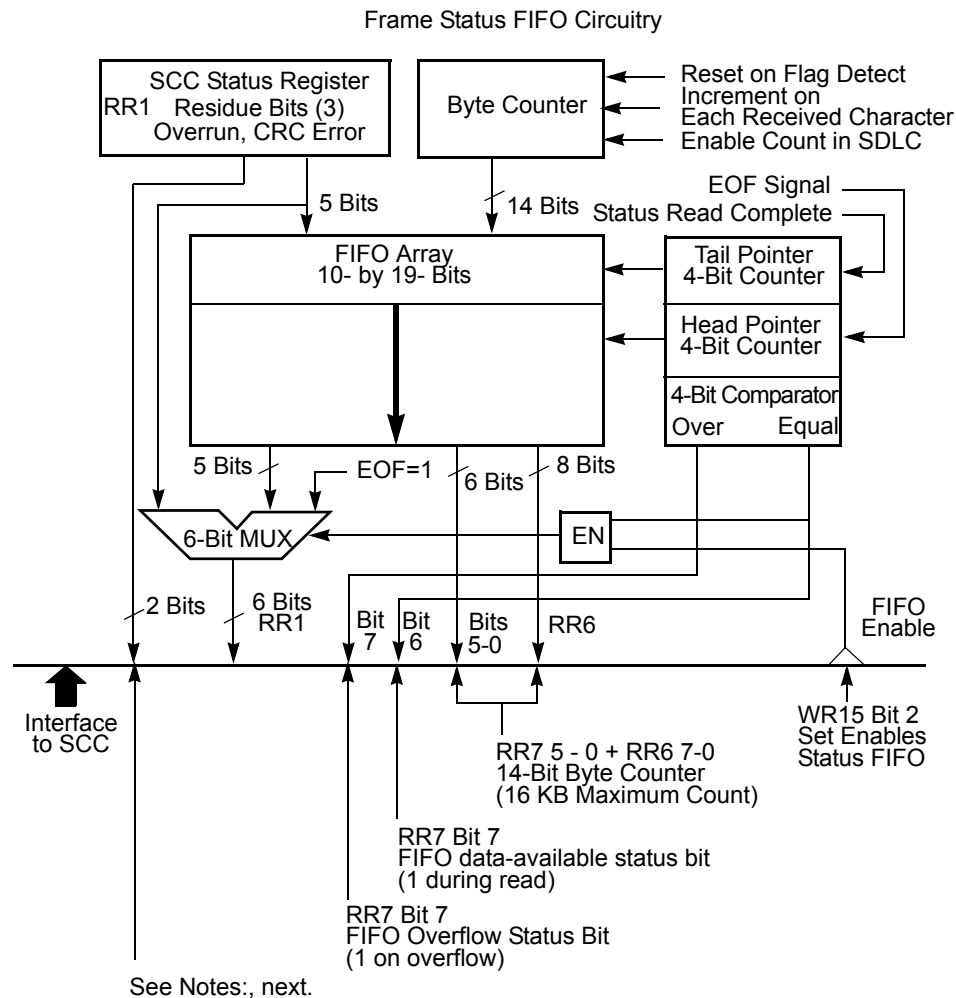 Frame Status FIFO Circuitry
SCC Status Register
RR1
Residue Bits (3)
Overrun, CRC Error
Byte Counter
Reset on Flag Detect
Increment on
Each Received Character
Enable Count in SDLC
5 Bits
14 Bits
EOF Signal
Status Read Complete
FIFO Array
10- by 19- Bits
Tail Pointer
4-Bit Counter
Head Pointer
4-Bit Counter
4-Bit Comparator
Over Equal
5 Bits
EOF=1
6 Bits
8 Bits
6-Bit MUX
EN
2 Bits
6 Bits
RR1
Bit
7
Bit
6
Bits
5-0
RR6
FIFO
Enable
Interface
to SCC
WR15 Bit 2
Set Enables
Status FIFO
RR7 5 - 0 + RR6 7-0
14-Bit Byte Counter
(16 KB Maximum Count)
RR7 Bit 7
FIFO data-available status bit
(1 during read)
RR7 Bit 7
FIFO Overflow Status Bit
(1 on overflow)
See Notes:, next.